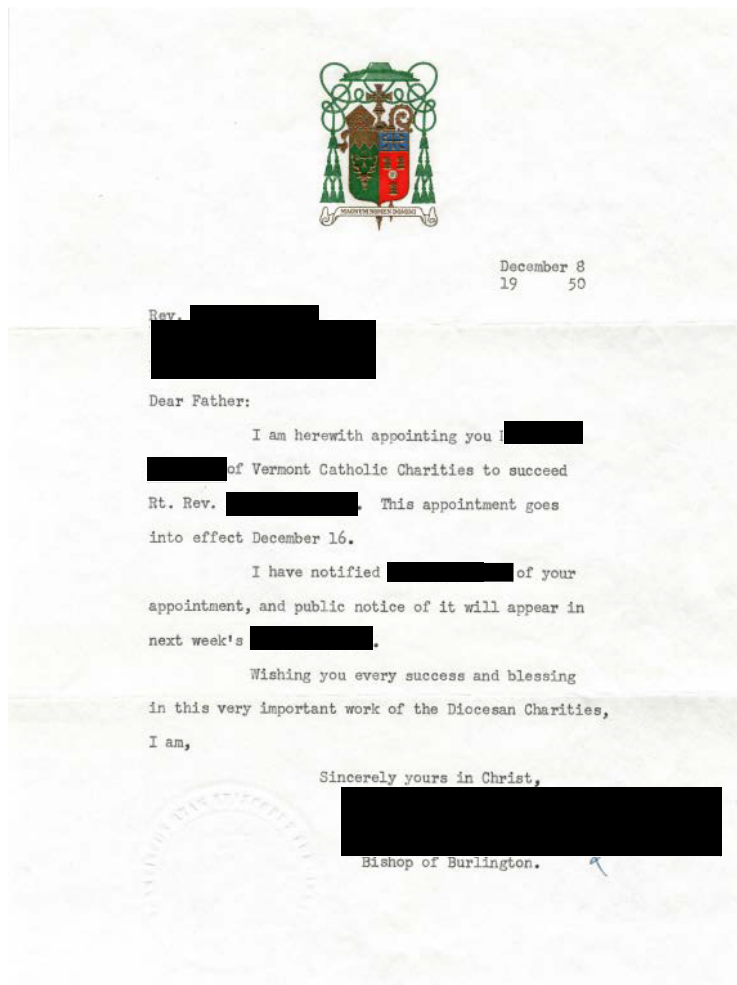 MAGNUM NOMEN DOMINI
December 8
19 50
Rev.
Dear Father:
I am herewith appointing you
of Vermont Catholic Charities to succeed
Rt. Rev. . This appointment goes
into effect December 16.
I have notified of your
appointment, and public notice of it will appear in
next week's .
Wishing you every success and blessing
in this very important work of the Diocesan Charities,
I am,
Sincerely yours in Christ,
Bishop of Burlington.